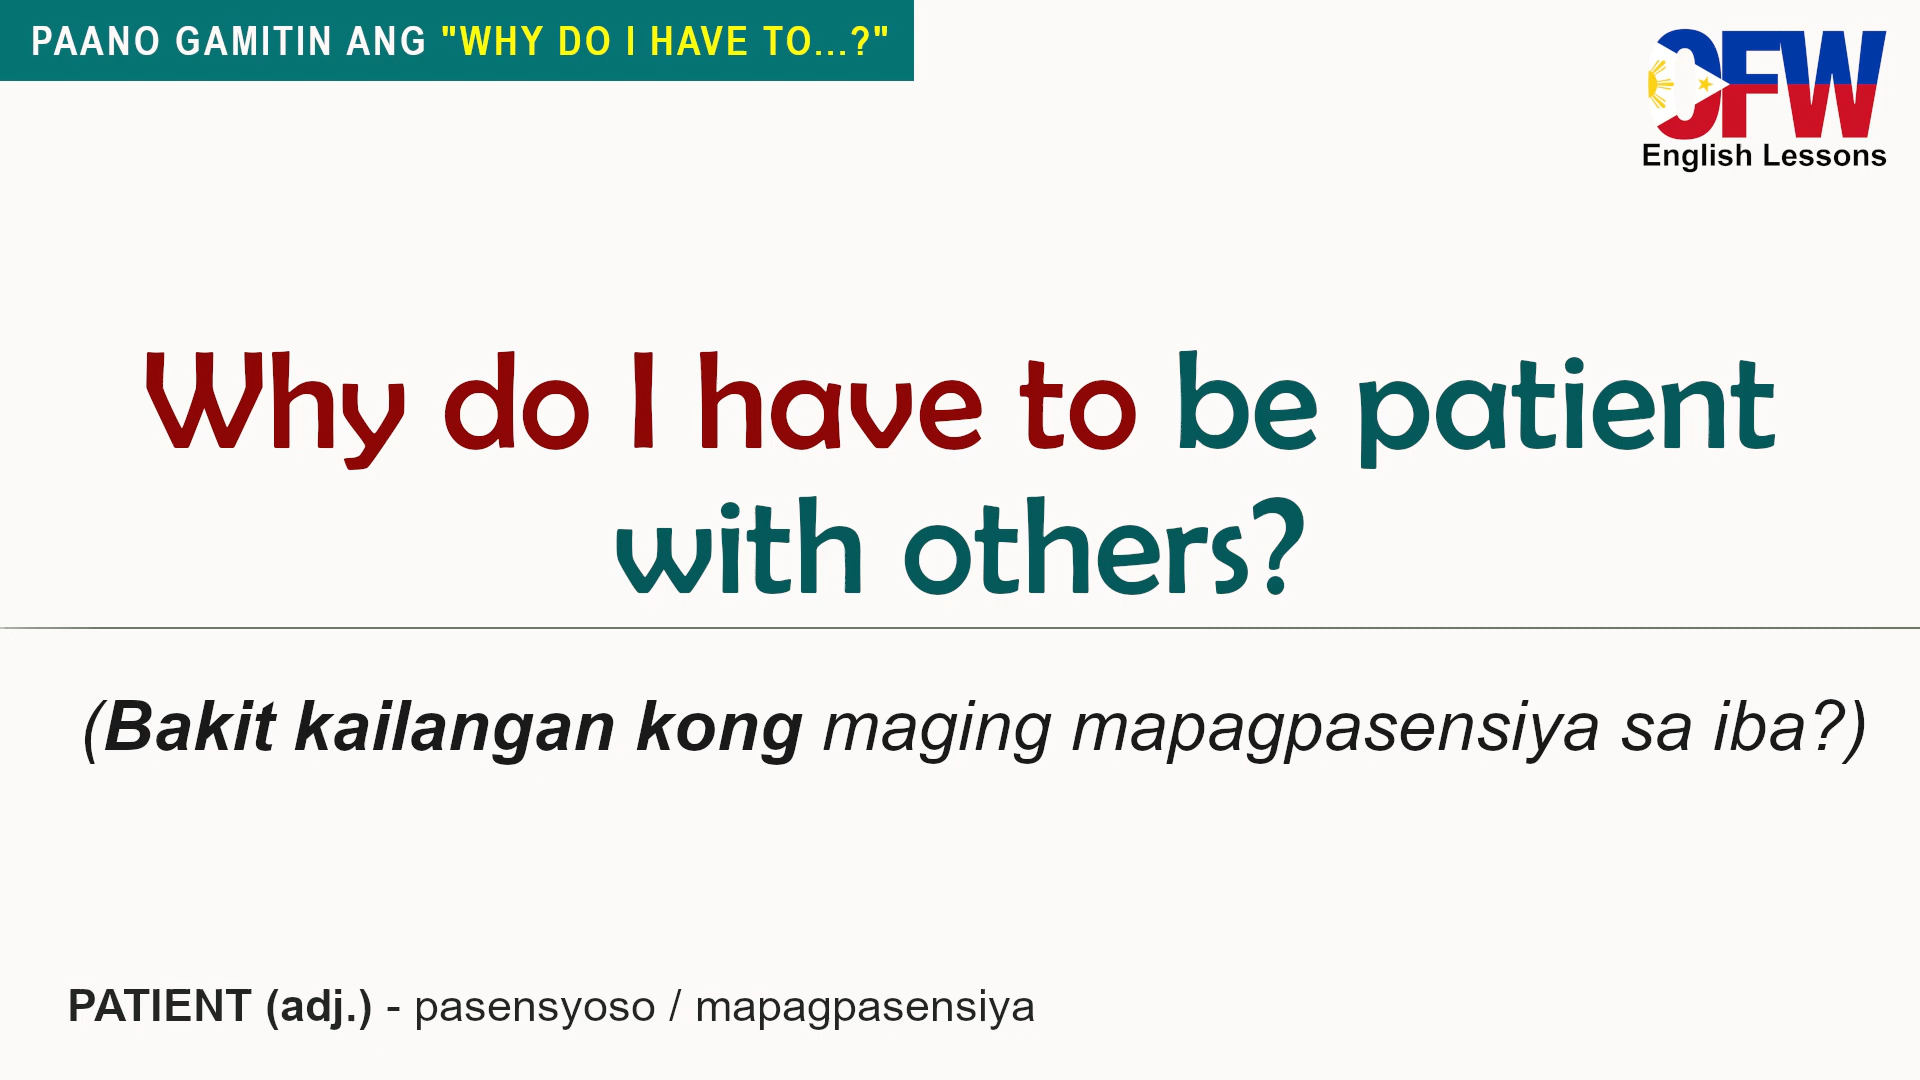 PAANO GAMITIN ANG "WHY DO I HAVE TO...?"
OFW
English Lessons
Why do I have to be patient
with others?
(Bakit kailangan kong maging mapagpasensiya sa iba?)
PATIENT (adj.) - pasensyoso / mapagpasensiya